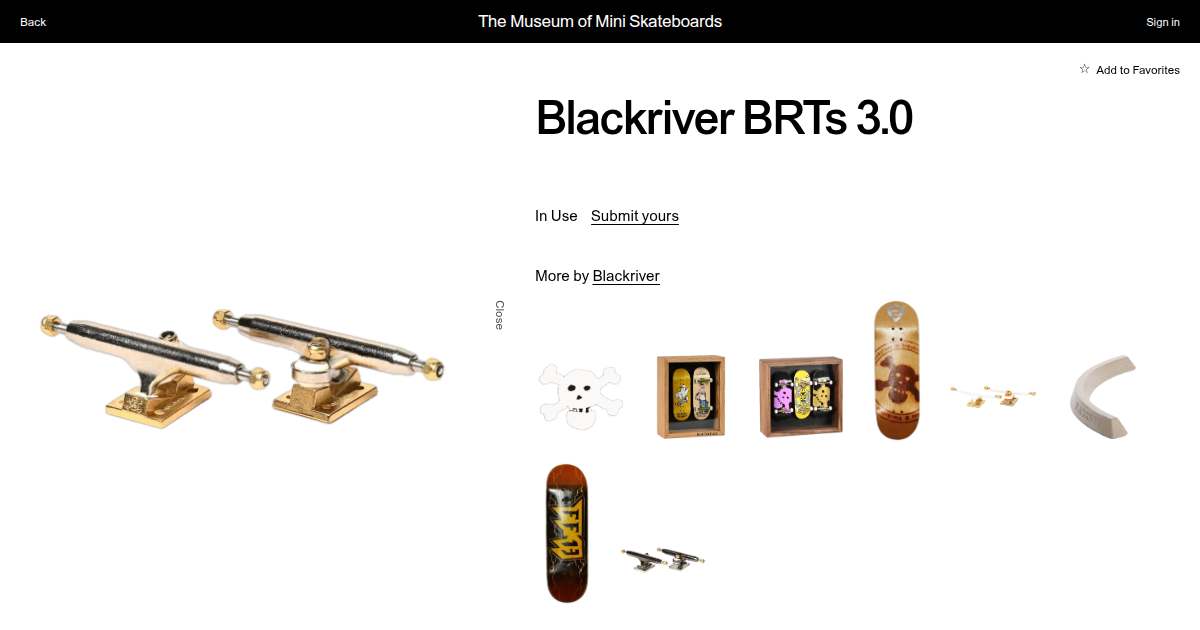 Back
The Museum of Mini Skateboards
Sign in
☆ Add to Favorites
Blackriver BRTs 3.0
In Use Submit yours
More by Blackriver
Close